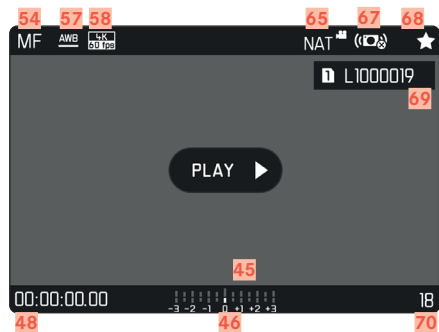 54 57 58 65 67 68
MF AWB 4K 60 fps NAT
1 L1000019
69
PLAY
45
00:00:00.00 -3 -2 -1 0 +1 +2 +3 18
48 46 70